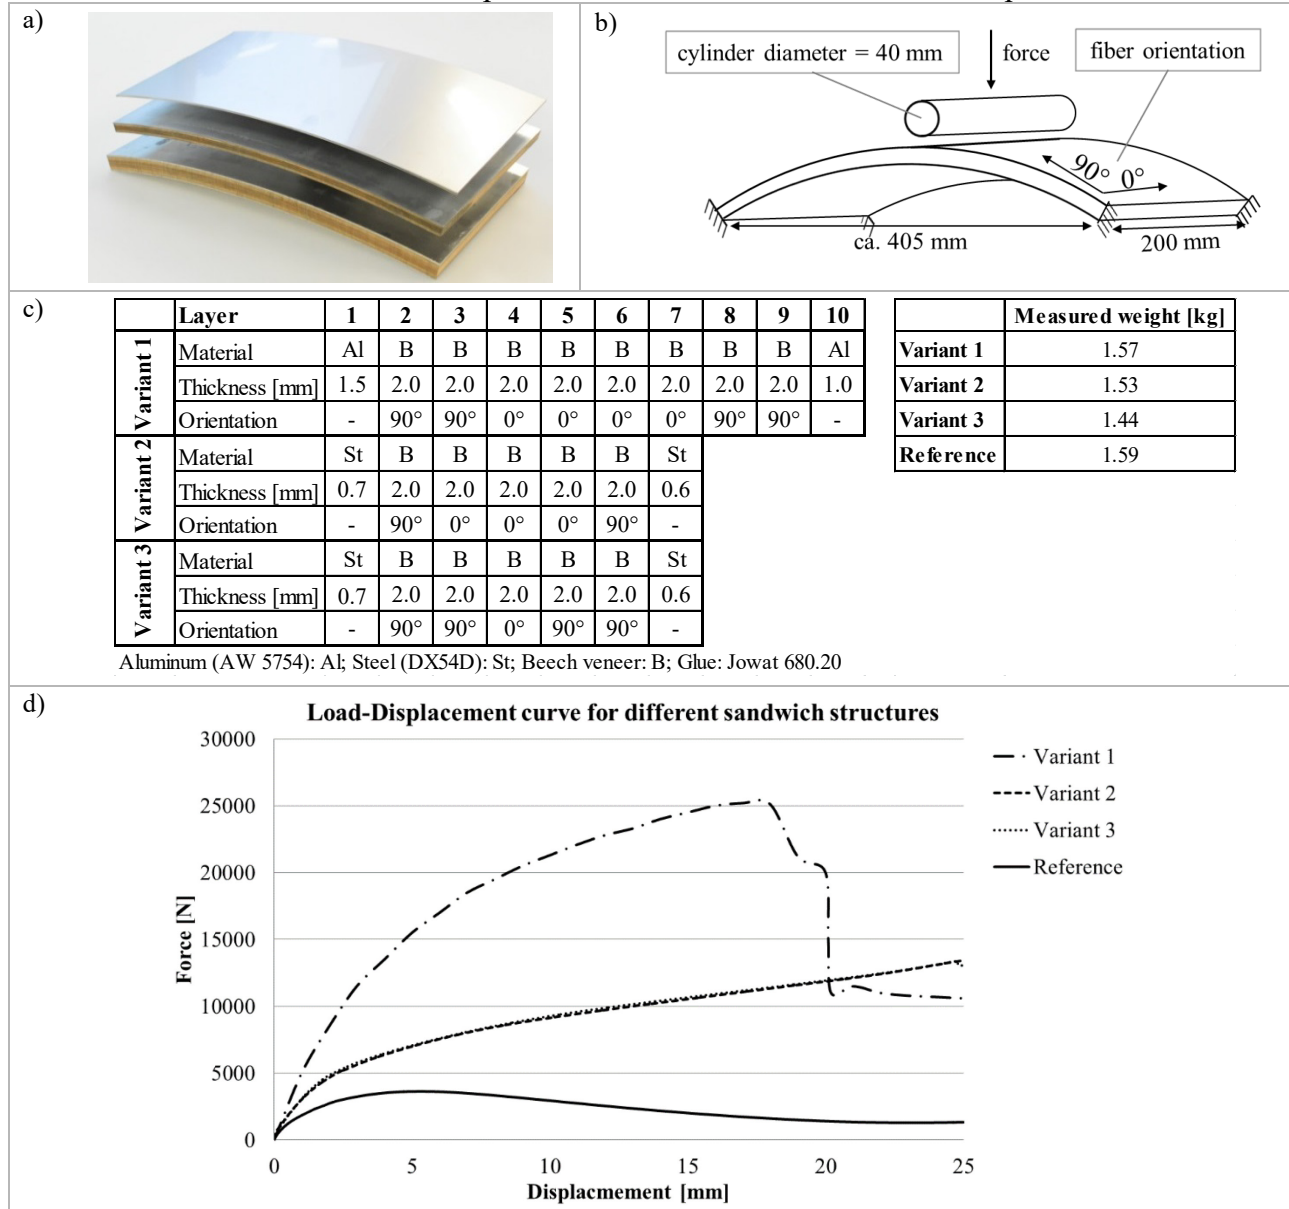 a)
b)
cylinder diameter = 40 mm
force
fiber orientation
90° 0°
ca. 405 mm
200 mm
c)
Layer 1 2 3 4 5 6 7 8 9 10
Variant 1
Material Al B B B B B B B B Al
Thickness [mm] 1.5 2.0 2.0 2.0 2.0 2.0 2.0 2.0 2.0 1.0
Orientation - 90° 90° 0° 0° 0° 0° 90° 90° -
Variant 2
Material St B B B B B St
Thickness [mm] 0.7 2.0 2.0 2.0 2.0 2.0 0.6
Orientation - 90° 0° 0° 0° 90° -
Variant 3
Material St B B B B B St
Thickness [mm] 0.7 2.0 2.0 2.0 2.0 2.0 0.6
Orientation - 90° 90° 0° 90° 90° -
Measured weight [kg]
Variant 1 1.57
Variant 2 1.53
Variant 3 1.44
Reference 1.59
Aluminum (AW 5754): Al; Steel (DX54D): St; Beech veneer: B; Glue: Jowat 680.20
d)
Load-Displacement curve for different sandwich structures
30000
25000
20000
15000
10000
5000
0
Force [N]
0 5 10 15 20 25
Displacmement [mm]
Variant 1
Variant 2
Variant 3
Reference